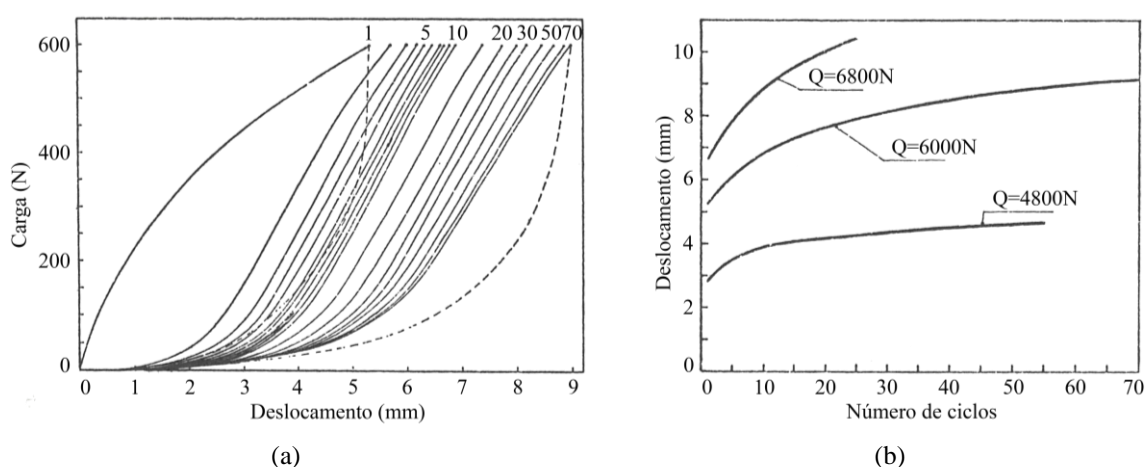 1 5 10 20 30 50 70
600
400
200
0
Carga (N)
0 1 2 3 4 5 6 7 8 9
Deslocamento (mm)
(a)
10
8
6
4
2
0
Deslocamento (mm)
Q=6800N
Q=6000N
Q=4800N
0 10 20 30 40 50 60 70
Número de ciclos
(b)